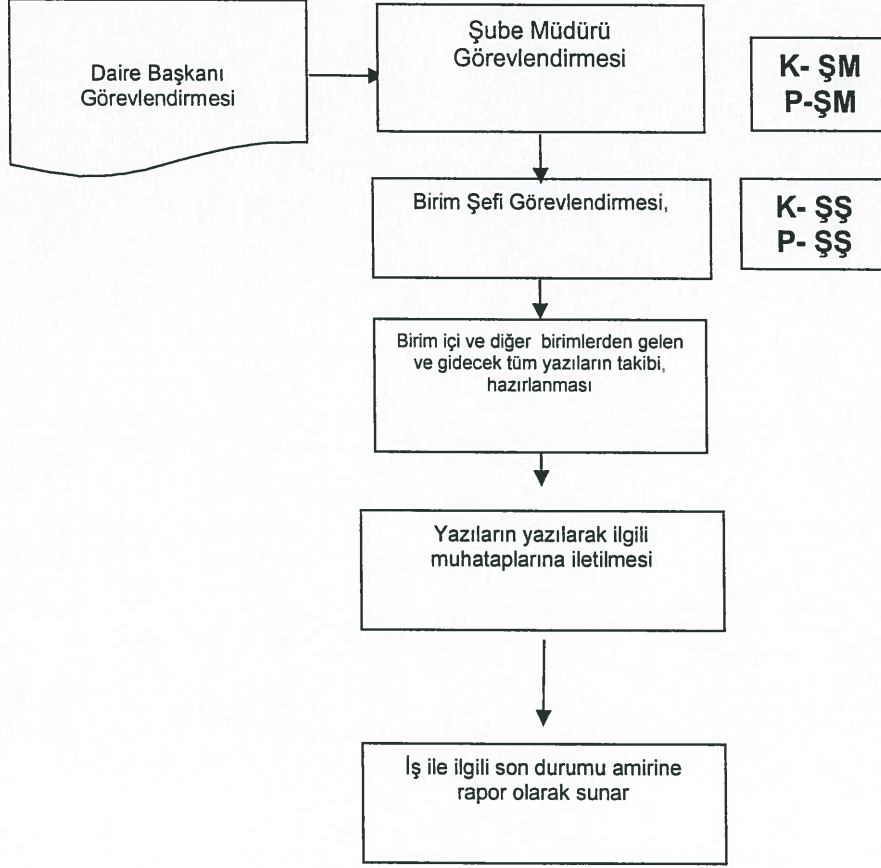 Daire Başkanı
Görevlendirmesi
Şube Müdürü
Görevlendirmesi
K- ŞM
P-ŞM
Birim Şefi Görevlendirmesi,
K- ŞŞ
P- ŞŞ
Birim içi ve diğer birimlerden gelen
ve gidecek tüm yazıların takibi,
hazırlanması
Yazıların yazılarak ilgili
muhataplarına iletilmesi
İş ile ilgili son durumu amirine
rapor olarak sunar